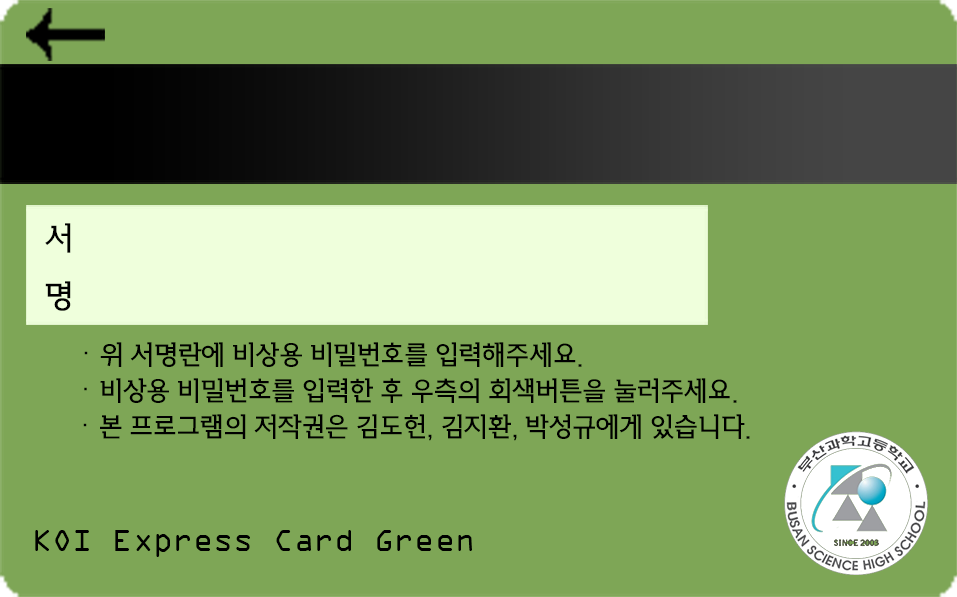 서
명
· 위 서명란에 비상용 비밀번호를 입력해주세요.
· 비상용 비밀번호를 입력한 후 우측의 회색버튼을 눌러주세요.
· 본 프로그램의 저작권은 김도헌, 김지환, 박성규에게 있습니다.
부산과학고등학교
SINCE 2003
BUSAN SCIENCE HIGH SCHOOL
KOI Express Card Green